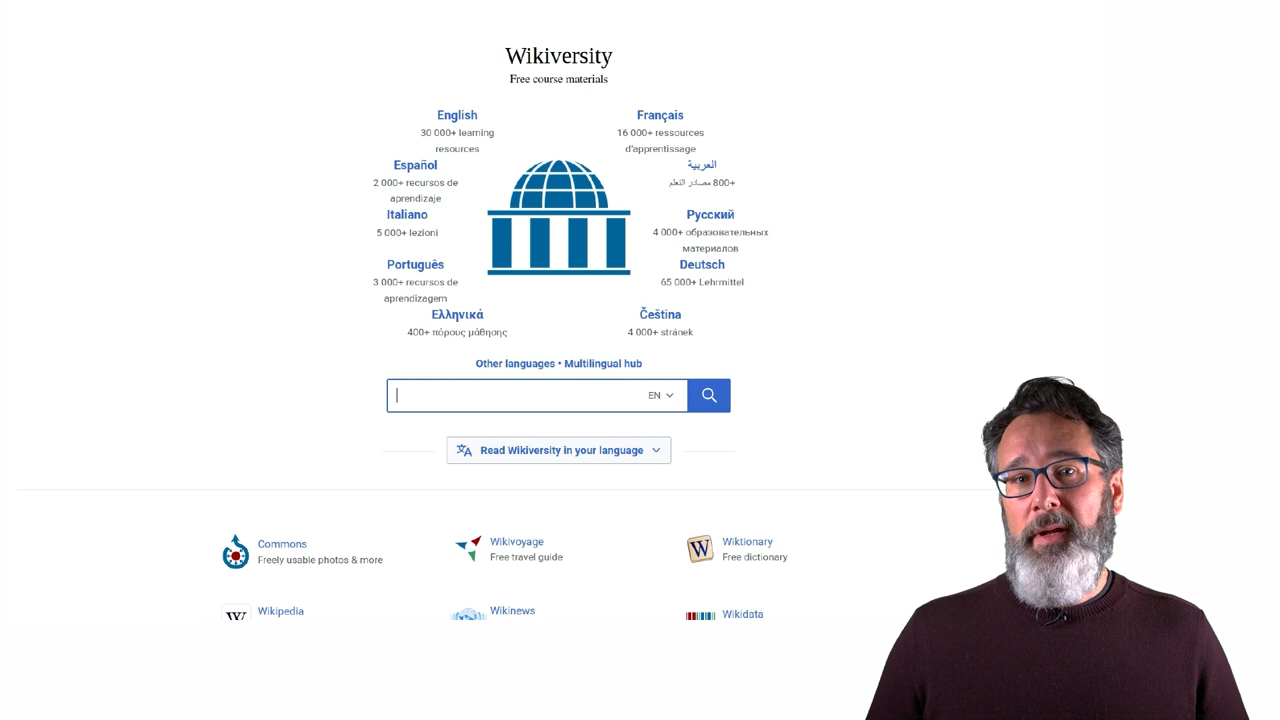 Wikiversity
Free course materials
English
30 000+ learning
resources
Français
16 000+ ressources
d'apprentissage
Español
2 000+ recursos de
aprendizaje
العربية
800+ مصادر التعلم
Italiano
5 000+ lezioni
Русский
4 000+ образовательных
материалов
Português
3 000+ recursos de
aprendizagem
Deutsch
65 000+ Lehrmittel
Ελληνικά
400+ πόρους μάθησης
Čeština
4 000+ stránek
Other languages • Multilingual hub
EN
Read Wikiversity in your language
Commons
Freely usable photos & more
Wikivoyage
Free travel guide
W
Wiktionary
Free dictionary
W
Wikipedia
Wikinews
Wikidata